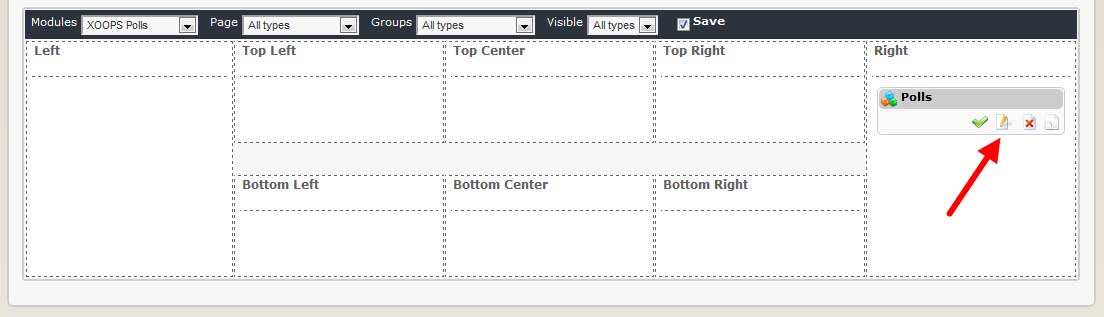 Modules XOOPS Polls Page All types Groups All types Visible All types Save
Left Top Left Top Center Top Right Right
Polls
Bottom Left Bottom Center Bottom Right